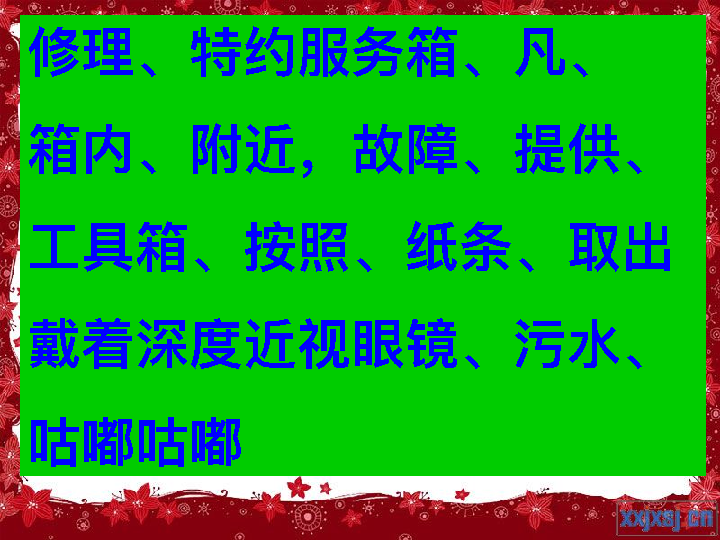 修理、特约服务箱、凡、
箱内、附近，故障、提供、
工具箱、按照、纸条、取出
戴着深度近视眼镜、污水、
咕嘟咕嘟
xxjxsj.cn